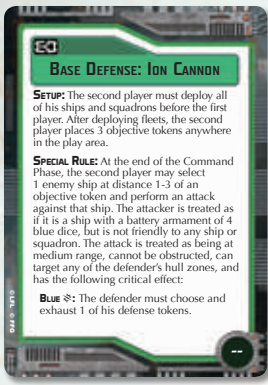 BASE DEFENSE: ION CANNON
SETUP: The second player must deploy all
of his ships and squadrons before the first
player. After deploying fleets, the second
player places 3 objective tokens anywhere
in the play area.
SPECIAL RULE: At the end of the Command
Phase, the second player may select
1 enemy ship at distance 1-3 of an
objective token and perform an attack
against that ship. The attacker is treated as
if it is a ship with a battery armament of 4
blue dice, but is not friendly to any ship or
squadron. The attack is treated as being at
medium range, cannot be obstructed, can
target any of the defender's hull zones, and
has the following critical effect:
BLUE : The defender must choose and
exhaust 1 of his defense tokens.
© LFL © FFG
--